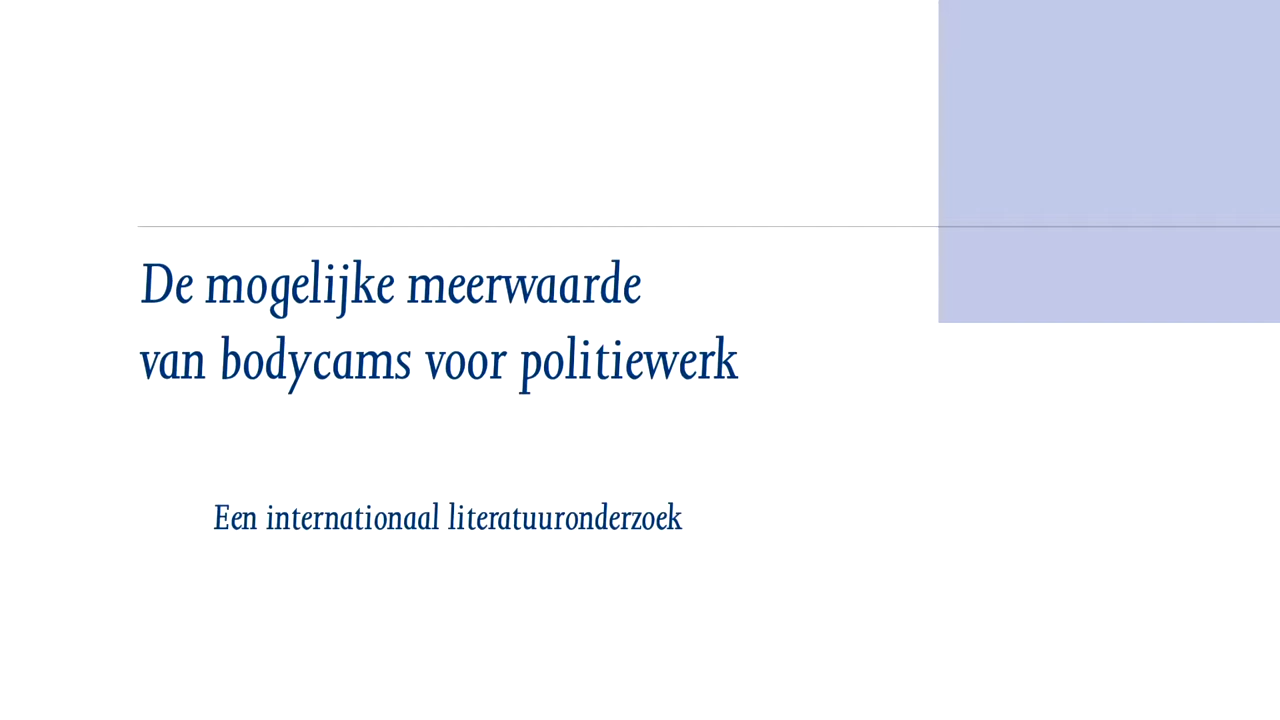 De mogelijke meerwaarde
van bodycams voor politiewerk
Een internationaal literatuuronderzoek